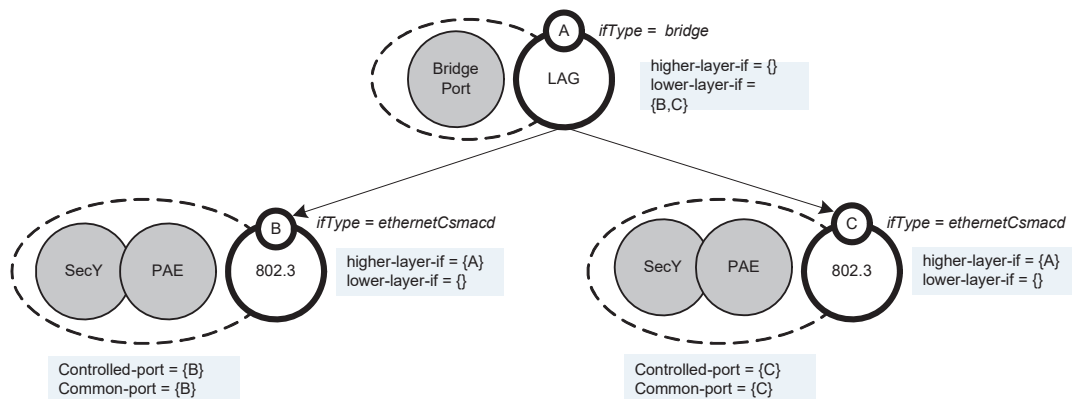 A
ifType = bridge
Bridge
Port
LAG
higher-layer-if = {}
lower-layer-if =
{B,C}
B
ifType = ethernetCsmacd
SecY
PAE
802.3
higher-layer-if = {A}
lower-layer-if = {}
Controlled-port = {B}
Common-port = {B}
C
ifType = ethernetCsmacd
SecY
PAE
802.3
higher-layer-if = {A}
lower-layer-if = {}
Controlled-port = {C}
Common-port = {C}